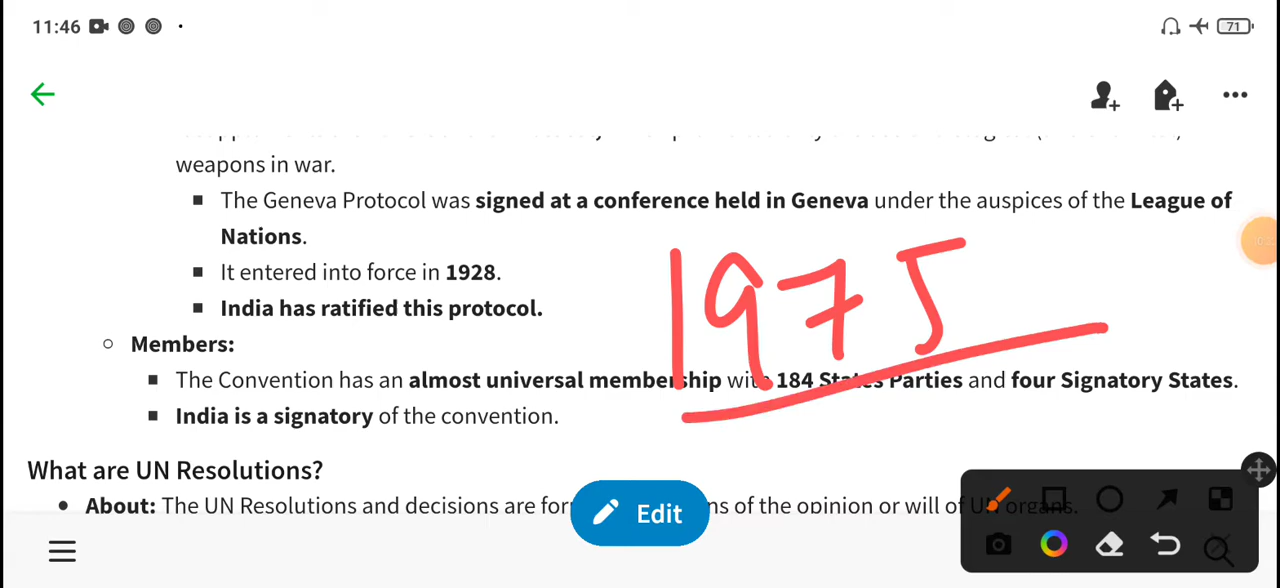 11:46
71
weapons in war.
■ The Geneva Protocol was signed at a conference held in Geneva under the auspices of the League of
Nations.
■ It entered into force in 1928.
■ India has ratified this protocol.
1975
○ Members:
■ The Convention has an almost universal membership with 184 States Parties and four Signatory States.
■ India is a signatory of the convention.
What are UN Resolutions?
● About: The UN Resolutions and decisions are for ns of the opinion or will of UN organs.
Edit